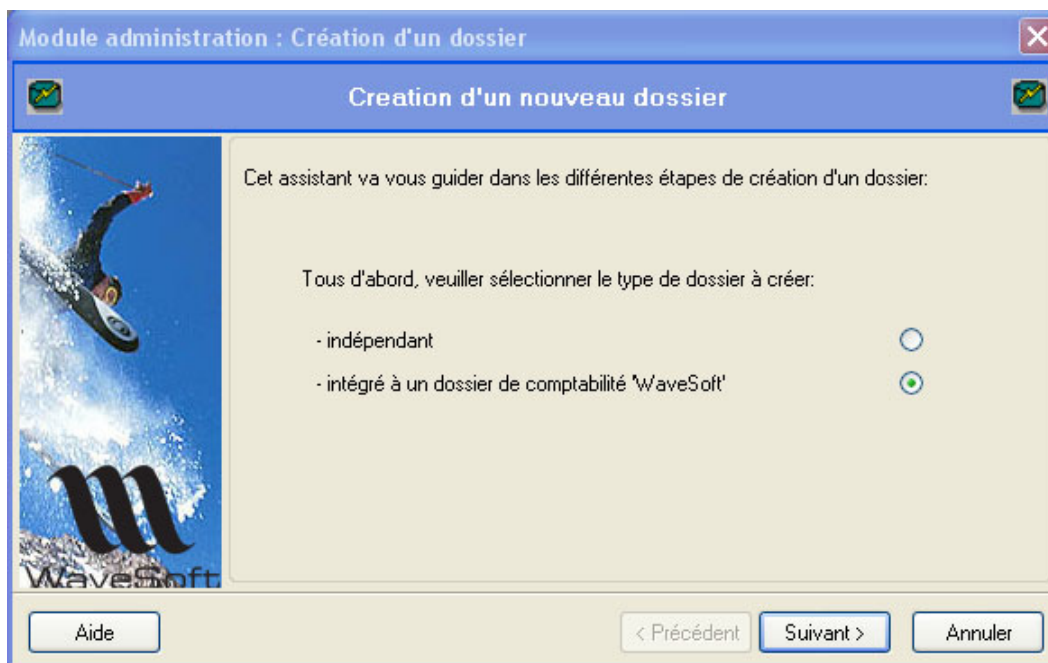 Module administration : Création d'un dossier
Creation d'un nouveau dossier
Cet assistant va vous guider dans les différentes étapes de création d'un dossier:
Tous d'abord, veuiller sélectionner le type de dossier à créer:
- indépendant
- intégré à un dossier de comptabilité 'WaveSoft'
WaveSoft
Aide
< Précédent
Suivant >
Annuler